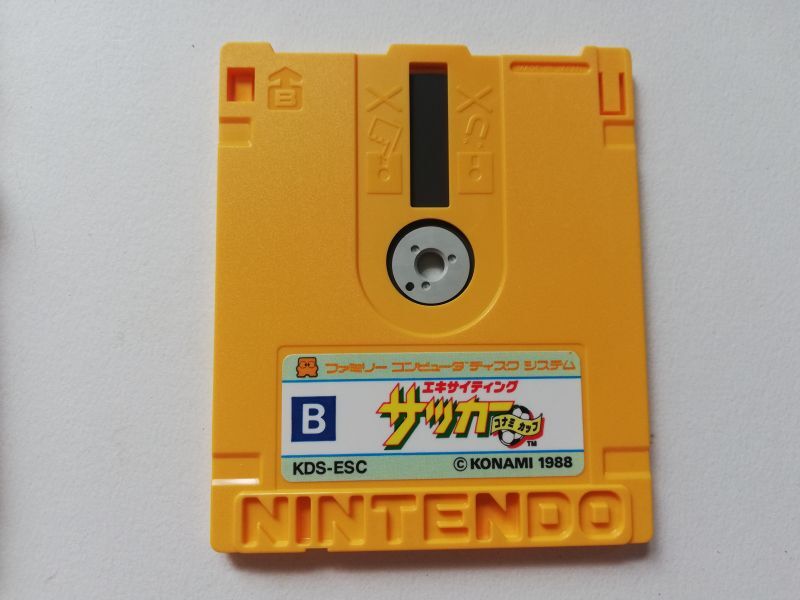 B
ファミリー コンピュータ ディスク システム
エキサイティング
B
サッカー
コナミ カップ
TM
KDS-ESC
© KONAMI 1988
NINTENDO